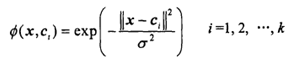 ϕ(x,cᵢ) = exp(−‖x − cᵢ‖² / σ²)   i=1, 2, ⋯, k